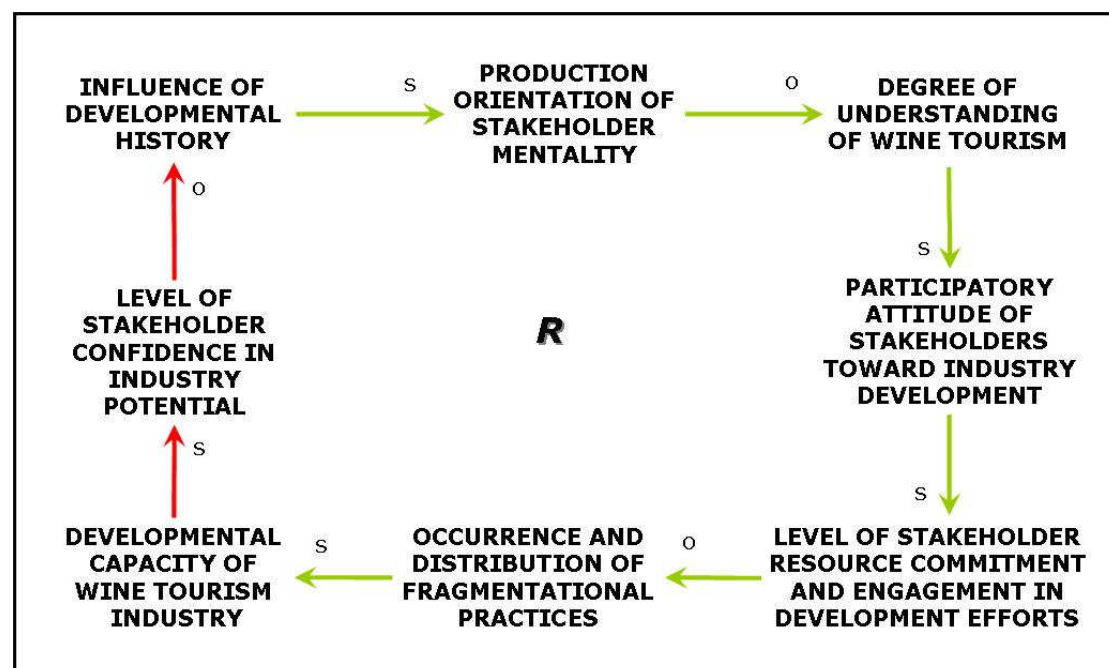 INFLUENCE OF
DEVELOPMENTAL
HISTORY
s
PRODUCTION
ORIENTATION OF
STAKEHOLDER
MENTALITY
o
DEGREE OF
UNDERSTANDING
OF WINE TOURISM
s
PARTICIPATORY
ATTITUDE OF
STAKEHOLDERS
TOWARD INDUSTRY
DEVELOPMENT
s
LEVEL OF STAKEHOLDER
RESOURCE COMMITMENT
AND ENGAGEMENT IN
DEVELOPMENT EFFORTS
o
OCCURRENCE AND
DISTRIBUTION OF
FRAGMENTATIONAL
PRACTICES
s
DEVELOPMENTAL
CAPACITY OF
WINE TOURISM
INDUSTRY
s
LEVEL OF
STAKEHOLDER
CONFIDENCE IN
INDUSTRY
POTENTIAL
o
R